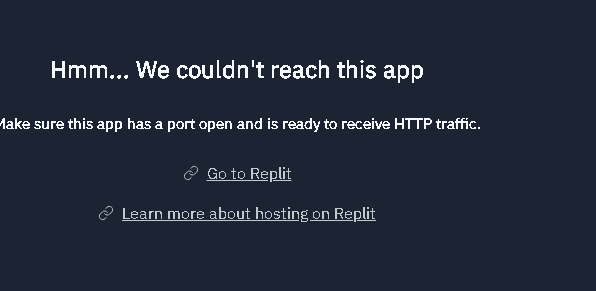 Hmm... We couldn't reach this app
Make sure this app has a port open and is ready to receive HTTP traffic.
Go to Replit
Learn more about hosting on Replit